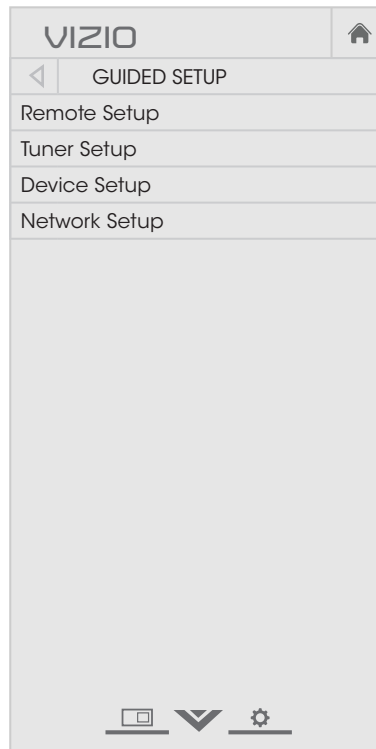 VIZIO
GUIDED SETUP
Remote Setup
Tuner Setup
Device Setup
Network Setup